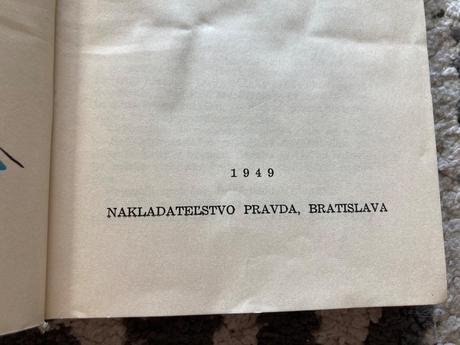 1949
NAKLADATEĽSTVO PRAVDA, BRATISLAVA